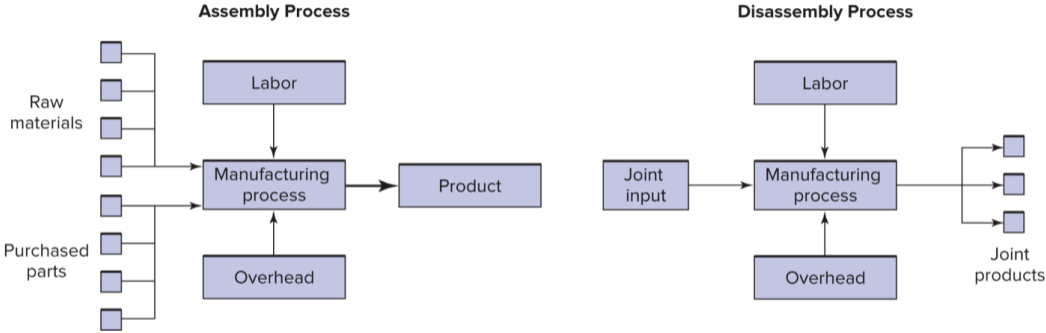 Assembly Process
Raw
materials
Purchased
parts
Labor
Manufacturing
process
Overhead
Product
Disassembly Process
Joint
input
Labor
Manufacturing
process
Overhead
Joint
products